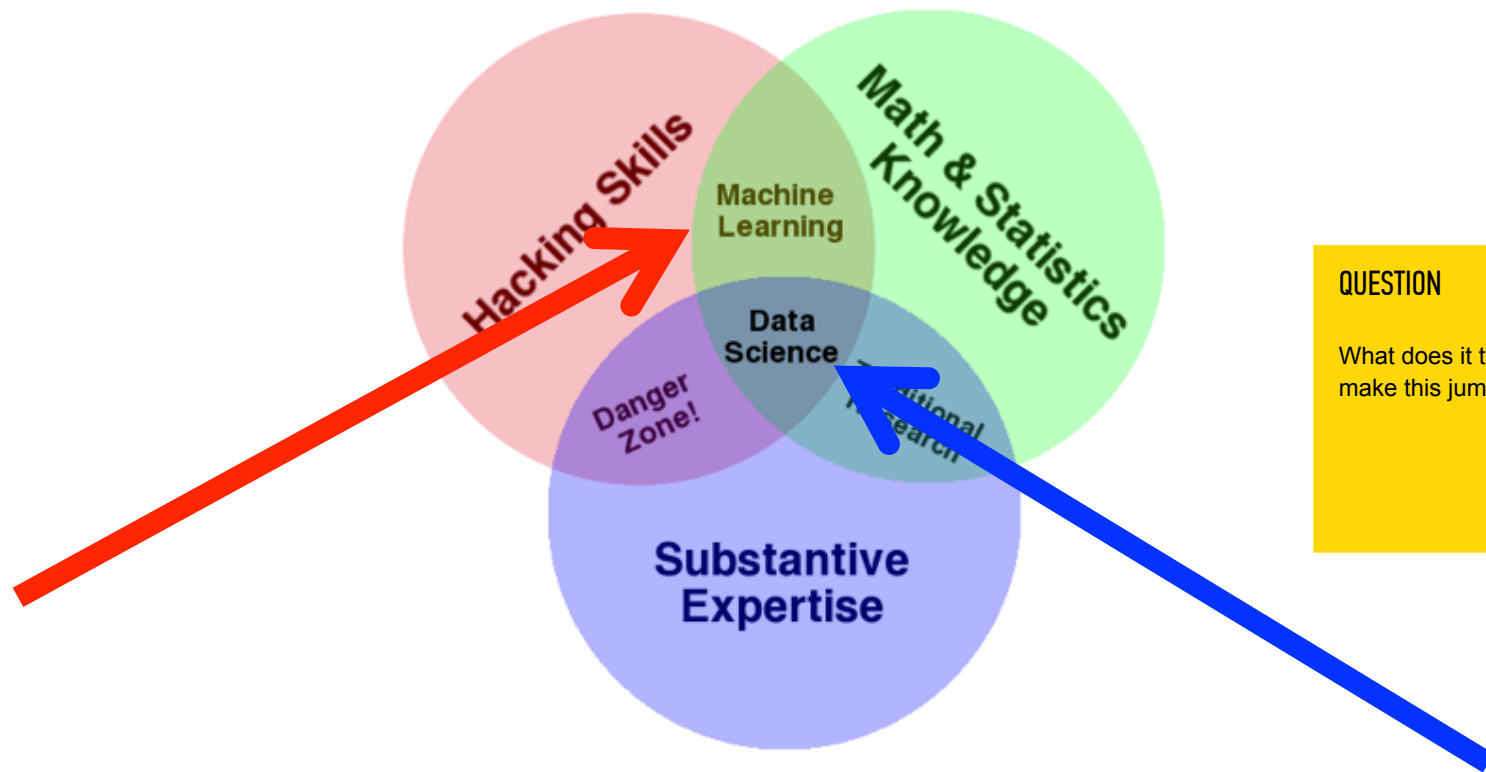 Hacking Skills
Math & Statistics
Knowledge
Machine
Learning
Data
Science
Danger
Zone!
Substantive
Expertise
QUESTION
What does it
make this